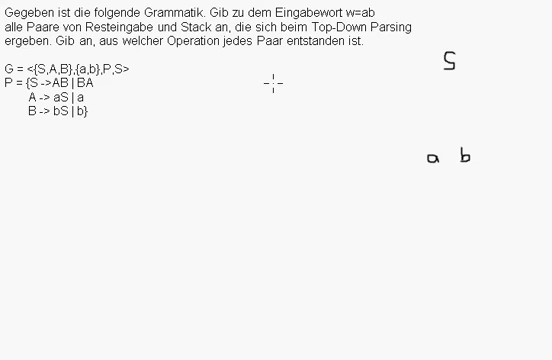 Gegeben ist die folgende Grammatik. Gib zu dem Eingabewort w=ab
alle Paare von Resteingabe und Stack an, die sich beim Top-Down Parsing
ergeben. Gib an, aus welcher Operation jedes Paar entstanden ist.
G = <{S,A,B},{a,b},P,S>
P = {S ->AB | BA
A -> aS | a
B -> bS | b}
S
a b